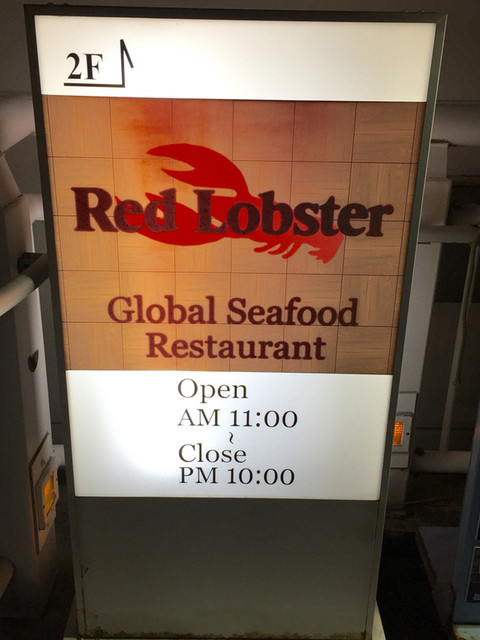 2F
Red Lobster
Global Seafood
Restaurant
Open
AM 11:00
~
Close
PM 10:00